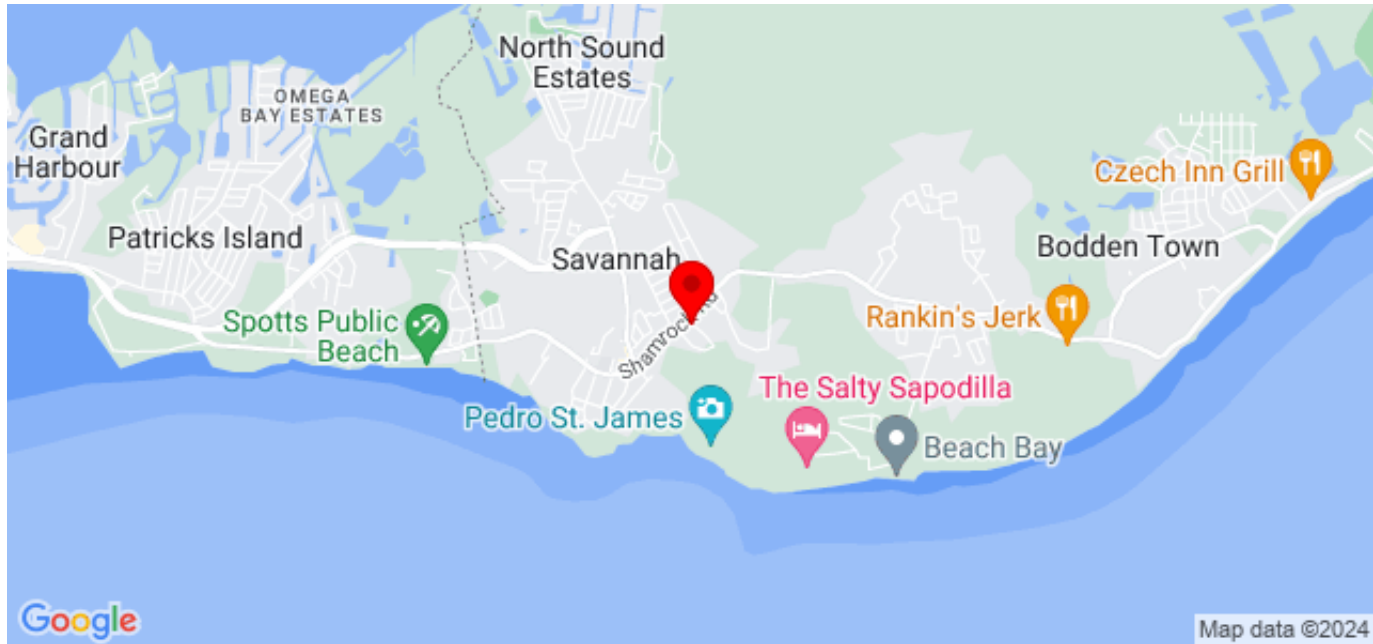 North Sound
Estates
OMEGA
BAY ESTATES
Grand
Harbour
Czech Inn Grill
Patricks Island
Bodden Town
Savannah
Spotts Public
Beach
Shamrock Rd
Rankin's Jerk
The Salty Sapodilla
Pedro St. James
Beach Bay
Google
Map data ©2024